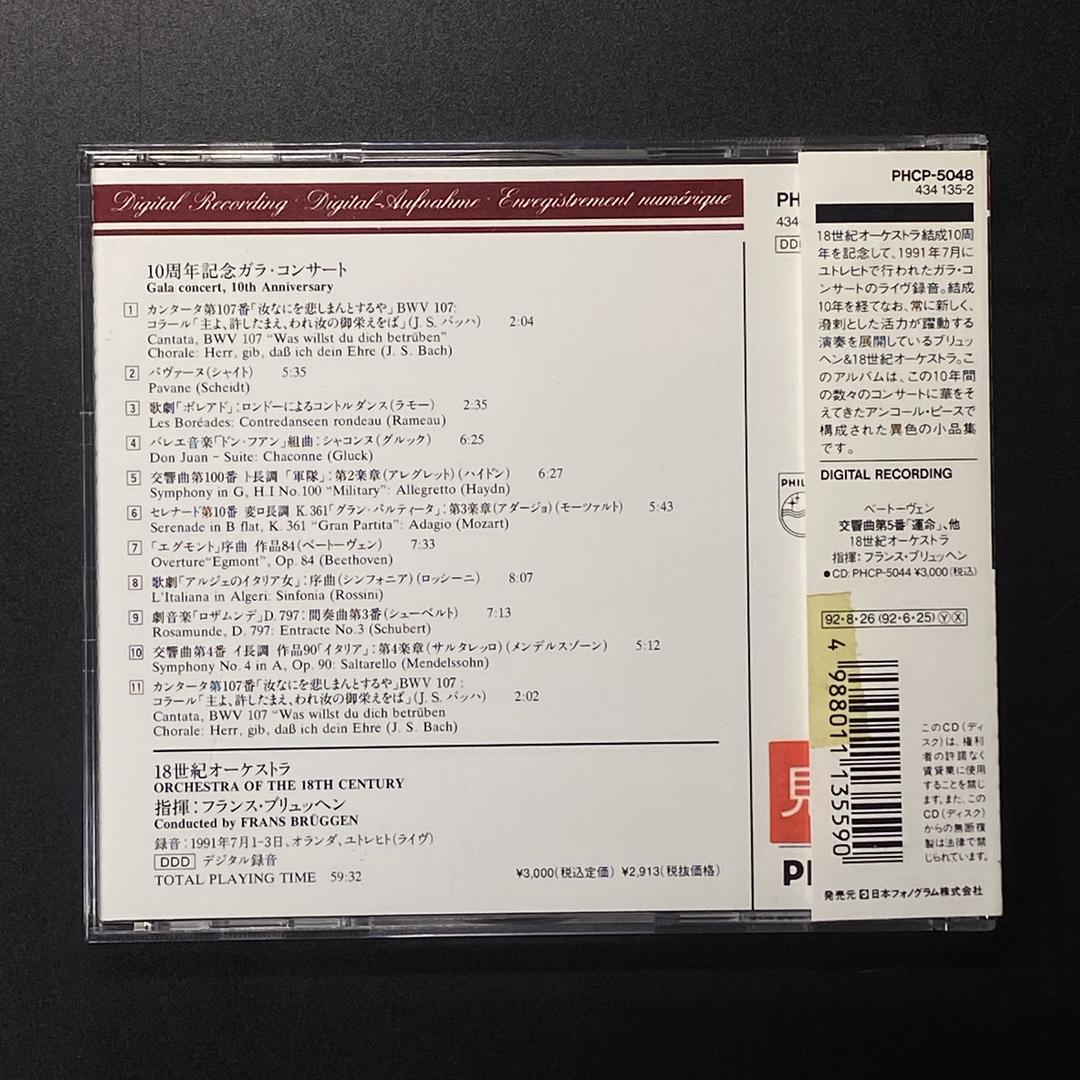 Digital Recording · Digital-Aufnahme · Enregistrement numérique
10周年記念ガラ・コンサート
Gala concert, 10th Anniversary
1 カンタータ第107番「汝なにを悲しまんとするや」BWV 107:
コラール「主よ、許したまえ、われ汝の御栄えをば」(J. S. バッハ) 2:04
Cantata, BWV 107 “Was willst du dich betrüben”
Chorale: Herr, gib, daß ich dein Ehre (J. S. Bach)
2 パヴァーヌ(シャイト) 5:35
Pavane (Scheidt)
3 歌劇「ボレアド」:ロンドーによるコントルダンス(ラモー) 2:35
Les Boréades: Contredanseen rondeau (Rameau)
4 バレエ音楽「ドン・フアン」組曲:シャコンヌ(グルック) 6:25
Don Juan – Suite: Chaconne (Gluck)
5 交響曲第100番 ト長調 「軍隊」:第2楽章(アレグレット)(ハイドン) 6:27
Symphony in G, H.I No.100 “Military”: Allegretto (Haydn)
6 セレナード第10番 変ロ長調 K.361「グラン・パルティータ」:第3楽章(アダージョ)(モーツァルト) 5:43
Serenade in B flat, K. 361 “Gran Partita”: Adagio (Mozart)
7 「エグモント」序曲 作品84(ベートーヴェン) 7:33
Overture“Egmont”, Op. 84 (Beethoven)
8 歌劇「アルジェのイタリア女」:序曲(シンフォニア)(ロッシーニ) 8:07
L'Italiana in Algeri: Sinfonia (Rossini)
9 劇音楽「ロザムンデ」D.797:間奏曲第3番(シューベルト) 7:13
Rosamunde, D. 797: Entracte No.3 (Schubert)
10 交響曲第4番 イ長調 作品90「イタリア」:第4楽章(サルタレッロ)(メンデルスゾーン) 5:12
Symphony No. 4 in A, Op. 90: Saltarello (Mendelssohn)
11 カンタータ第107番「汝なにを悲しまんとするや」BWV 107:
コラール「主よ、許したまえ、われ汝の御栄えをば」(J. S. バッハ) 2:02
Cantata, BWV 107 “Was willst du dich betrüben
Chorale: Herr, gib, daß ich dein Ehre (J. S. Bach)
18世紀オーケストラ
ORCHESTRA OF THE 18TH CENTURY
指揮:フランス・ブリュッヘン
Conducted by FRANS BRÜGGEN
録音:1991年7月1-3日、オランダ、ユトレヒト(ライヴ)
DDD デジタル録音
TOTAL PLAYING TIME 59:32
¥3,000(税込定価) ¥2,913(税抜価格)
PH
434
DD
PHIL
見
PH
PHCP-5048
434 135-2
18世紀オーケストラ結成10周
年を記念して、1991年7月に
ユトレヒトで行われたガラ・コ
ンサートのライヴ録音。結成
10年を経てなお、常に新しく、
溌剌とした活力が躍動する
演奏を展開しているブリュッ
ヘン&18世紀オーケストラ。こ
のアルバムは、この10年間
の数々のコンサートに華をそ
えてきたアンコール・ピースで
構成された異色の小品集
です。
DIGITAL RECORDING
ベートーヴェン
交響曲第5番「運命」、他
18世紀オーケストラ
指揮:フランス・ブリュッヘン
●CD:PHCP-5044 ¥3,000(税込)
92・8・26 (92・6・25) Ⓨ Ⓧ
4 988011 135590
このCD(ディ
スク)は、権利
者の許諾なく
賃貸業に使用
することを禁じ
ます。また、この
CD(ディスク)
からの無断複
製は法律で禁
じられています。
発売元 日本フォノグラム株式会社